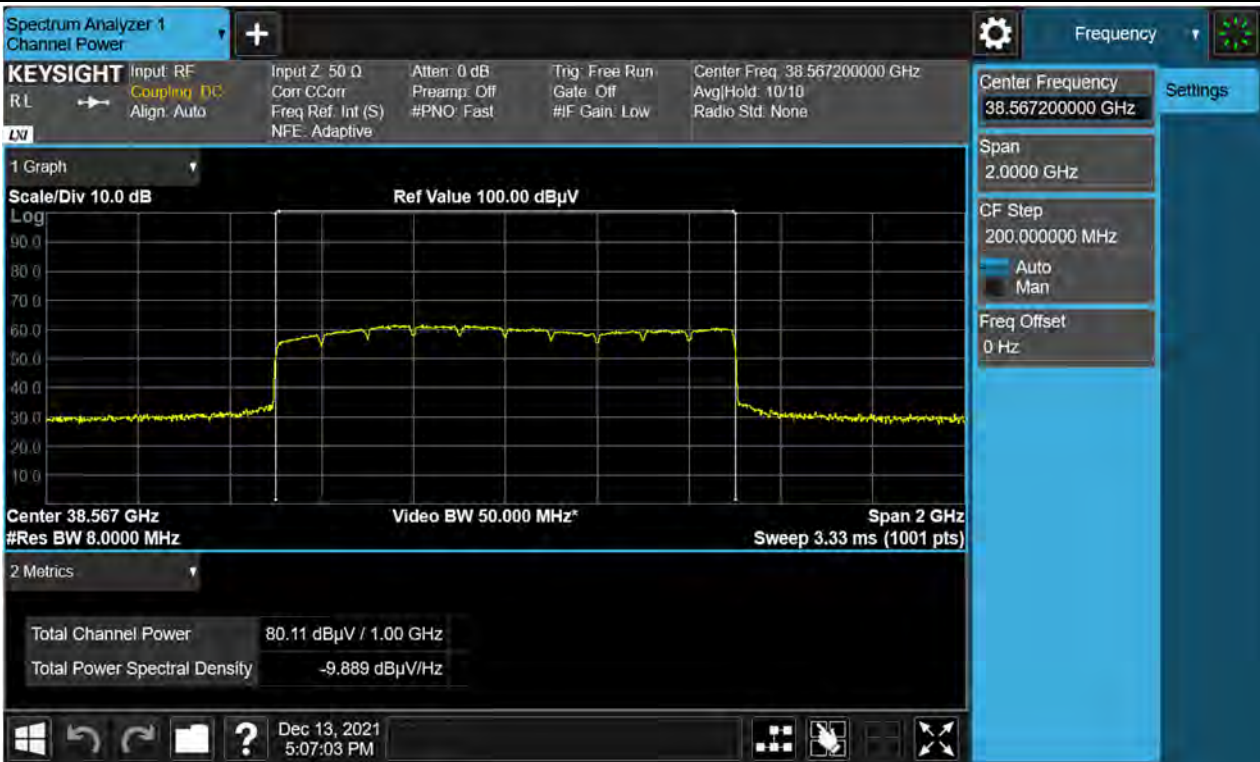 Spectrum Analyzer 1
Channel Power
+
Frequency
KEYSIGHT
RL
LXI
Input: RF
Coupling: DC
Align: Auto
Input Z: 50 Ω
Corr CCorr
Freq Ref: Int (S)
NFE: Adaptive
Atten: 0 dB
Preamp: Off
#PNO: Fast
Trig: Free Run
Gate: Off
#IF Gain: Low
Center Freq: 38.567200000 GHz
Avg|Hold: 10/10
Radio Std: None
Center Frequency
38.567200000 GHz
Settings
Span
2.0000 GHz
CF Step
200.000000 MHz
Auto
Man
Freq Offset
0 Hz
1 Graph
Scale/Div 10.0 dB
Ref Value 100.00 dBµV
Log
90.0
80.0
70.0
60.0
50.0
40.0
30.0
20.0
10.0
Center 38.567 GHz
Video BW 50.000 MHz*
Span 2 GHz
#Res BW 8.0000 MHz
Sweep 3.33 ms (1001 pts)
2 Metrics
Total Channel Power 80.11 dBµV / 1.00 GHz
Total Power Spectral Density -9.889 dBµV/Hz
?
Dec 13, 2021
5:07:03 PM